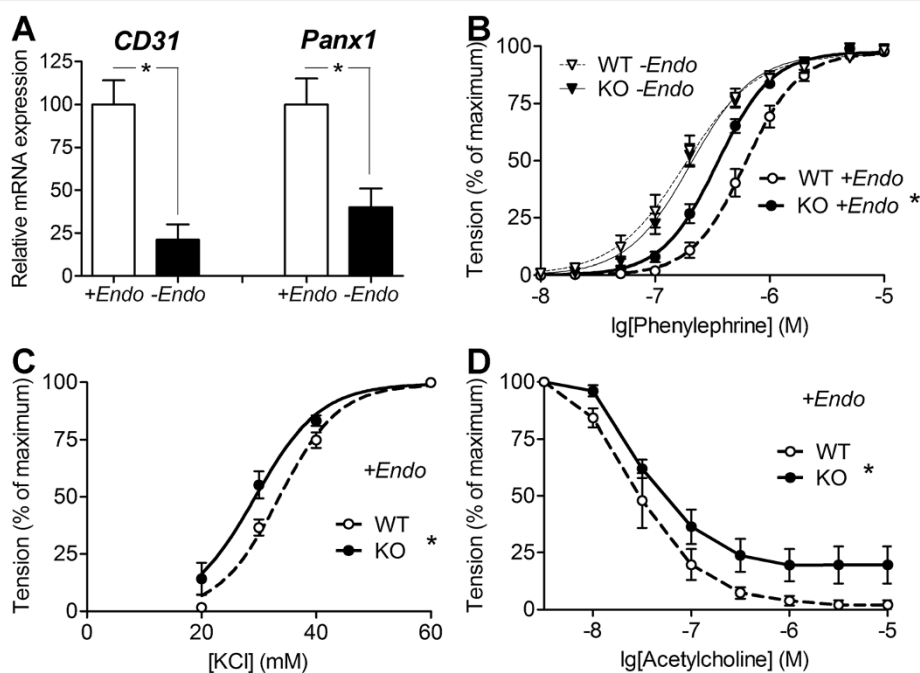 A
CD31
Panx1
Relative mRNA expression
125
100
75
50
25
0
*
*
+Endo -Endo
+Endo -Endo
B
Tension (% of maximum)
100
75
50
25
0
WT -Endo
KO -Endo
WT +Endo
KO +Endo *
-8 -7 -6 -5
lg[Phenylephrine] (M)
C
Tension (% of maximum)
100
75
50
25
0
+Endo
WT
KO *
0 20 40 60
[KCl] (mM)
D
Tension (% of maximum)
100
75
50
25
0
+Endo
WT
KO *
-8 -7 -6 -5
lg[Acetylcholine] (M)